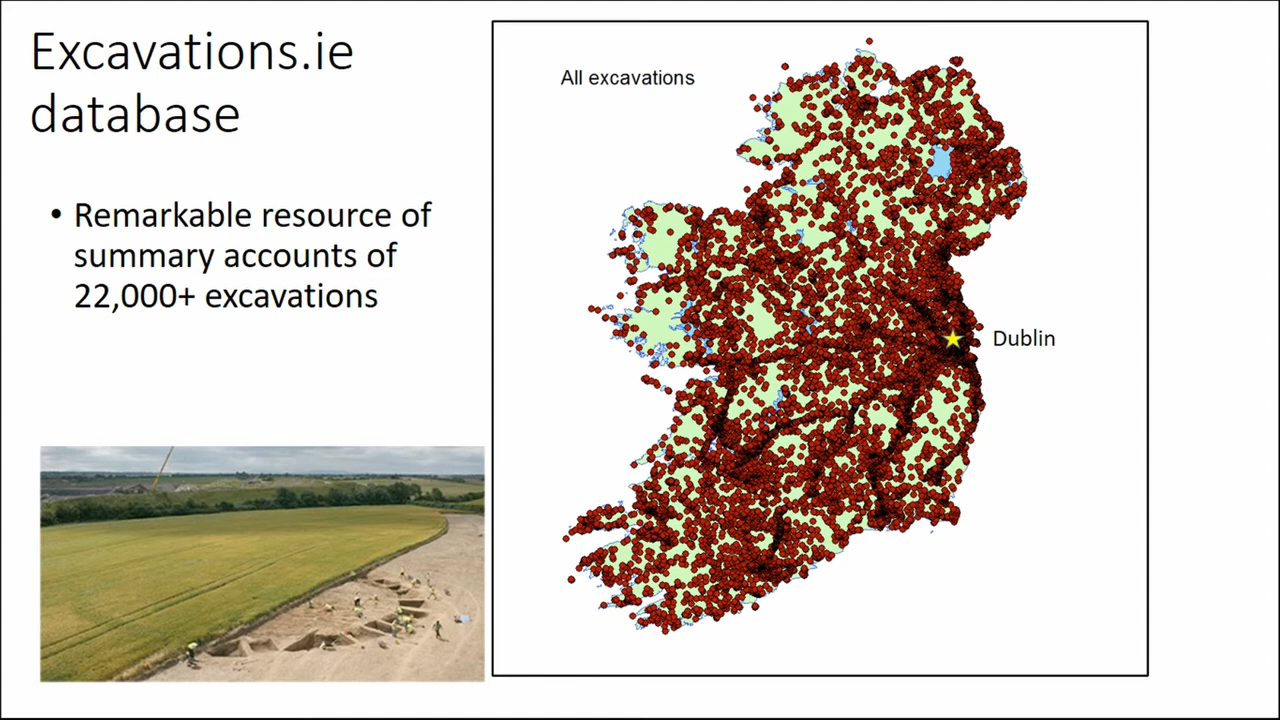 Excavations.ie
database
• Remarkable resource of
summary accounts of
22,000+ excavations
All excavations
Dublin